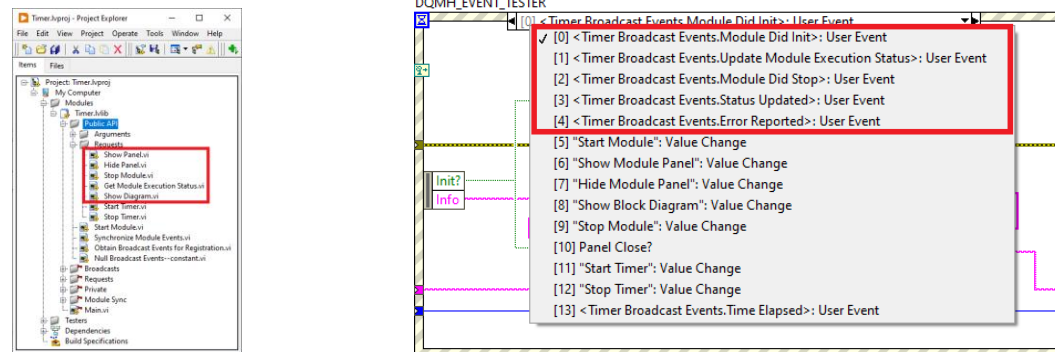 Timer.lvproj - Project Explorer
File Edit View Project Operate Tools Window Help
Items Files
Project: Timer.lvproj
My Computer
Modules
Timer.lvlib
Public API
Arguments
Requests
Show Panel.vi
Hide Panel.vi
Stop Module.vi
Get Module Execution Status.vi
Show Diagram.vi
Start Timer.vi
Stop Timer.vi
Start Module.vi
Synchronize Module Events.vi
Obtain Broadcast Events for Registration.vi
Null Broadcast Events--constant.vi
Broadcasts
Requests
Private
Module Sync
Main.vi
Testers
Dependencies
Build Specifications
DQMH_EVENT_TESTER
[0] <Timer Broadcast Events.Module Did Init>: User Event
[0] <Timer Broadcast Events.Module Did Init>: User Event
[1] <Timer Broadcast Events.Update Module Execution Status>: User Event
[2] <Timer Broadcast Events.Module Did Stop>: User Event
[3] <Timer Broadcast Events.Status Updated>: User Event
[4] <Timer Broadcast Events.Error Reported>: User Event
[5] "Start Module": Value Change
[6] "Show Module Panel": Value Change
[7] "Hide Module Panel": Value Change
[8] "Show Block Diagram": Value Change
[9] "Stop Module": Value Change
[10] Panel Close?
[11] "Start Timer": Value Change
[12] "Stop Timer": Value Change
[13] <Timer Broadcast Events.Time Elapsed>: User Event
Init?
Info